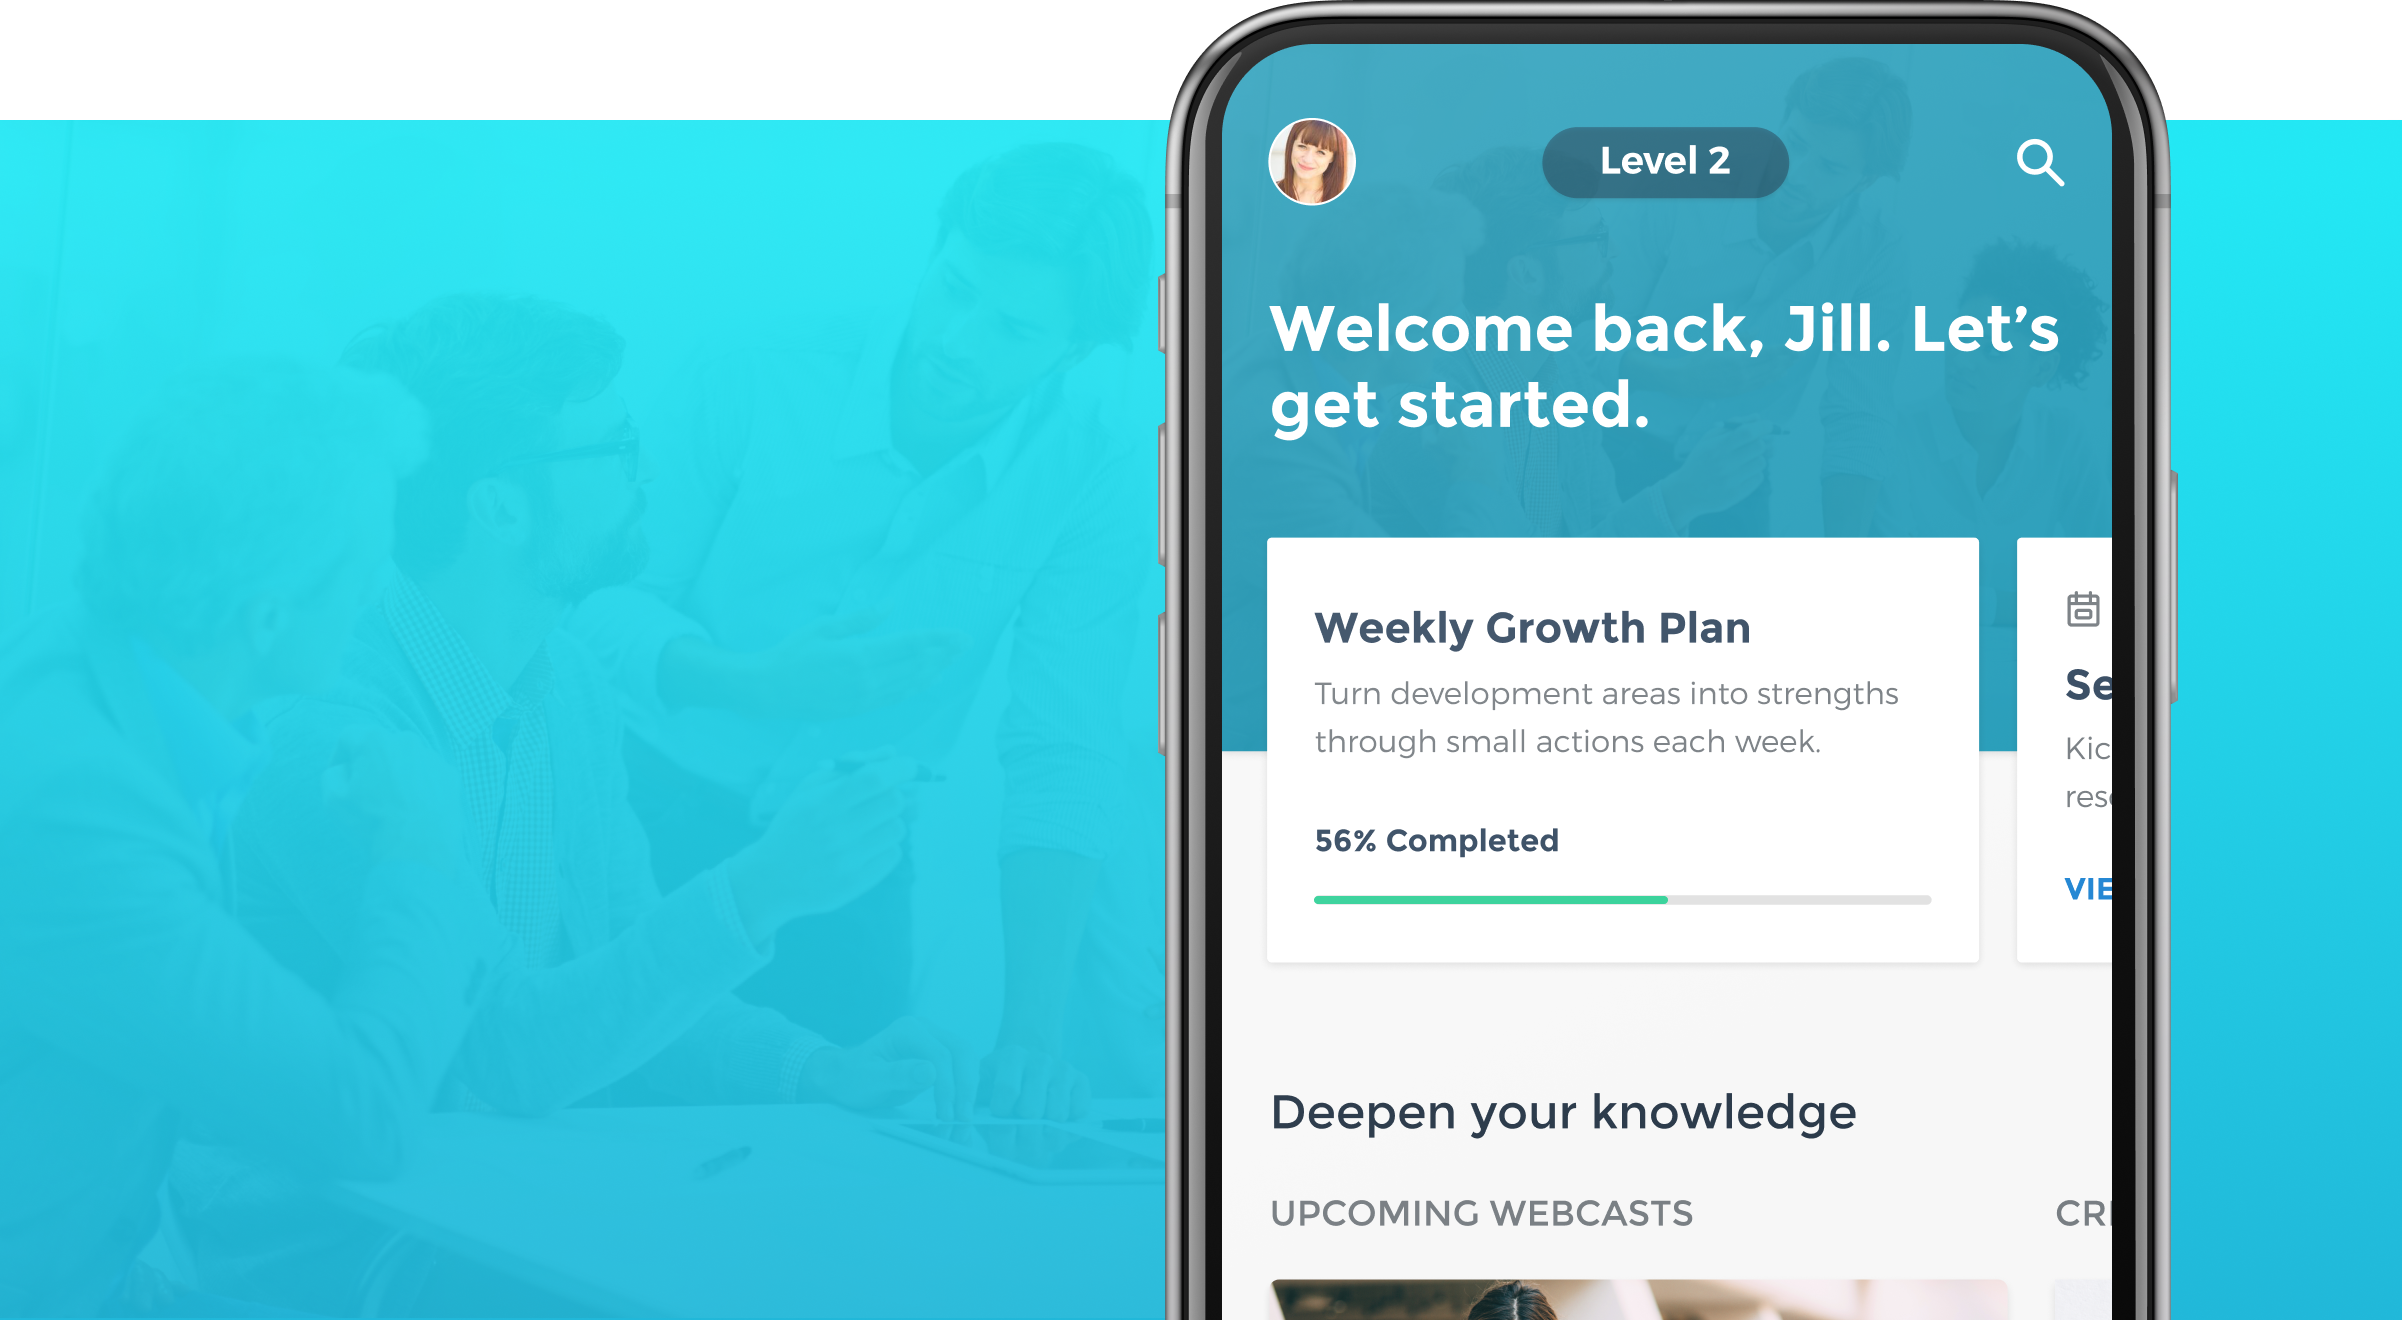 Level 2
Welcome back, Jill. Let’s
get started.
Weekly Growth Plan
Turn development areas into strengths
through small actions each week.
56% Completed
Se
Kic
res
VIE
Deepen your knowledge
UPCOMING WEBCASTS
CR